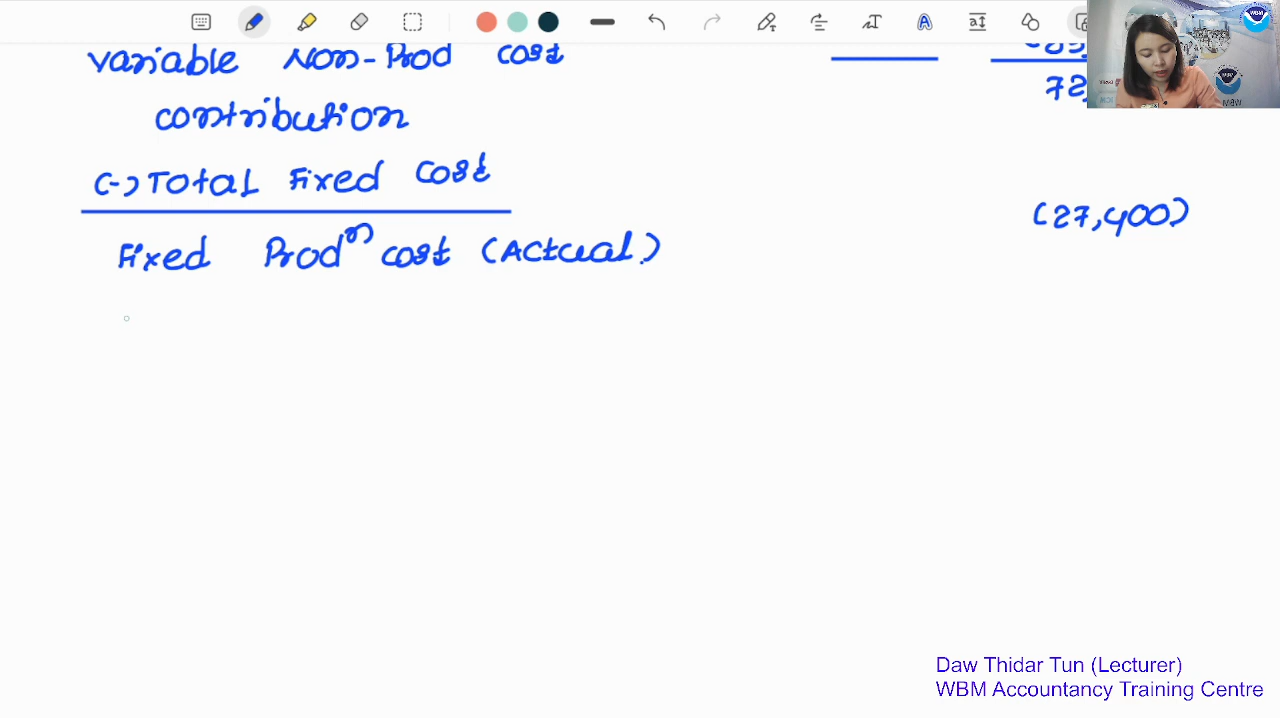 variable Non-Prod cost
72,
contribution
(-) Total Fixed Cost
(27,400)
Fixed Prodⁿ cost (Actual)
Daw Thidar Tun (Lecturer)
WBM Accountancy Training Centre